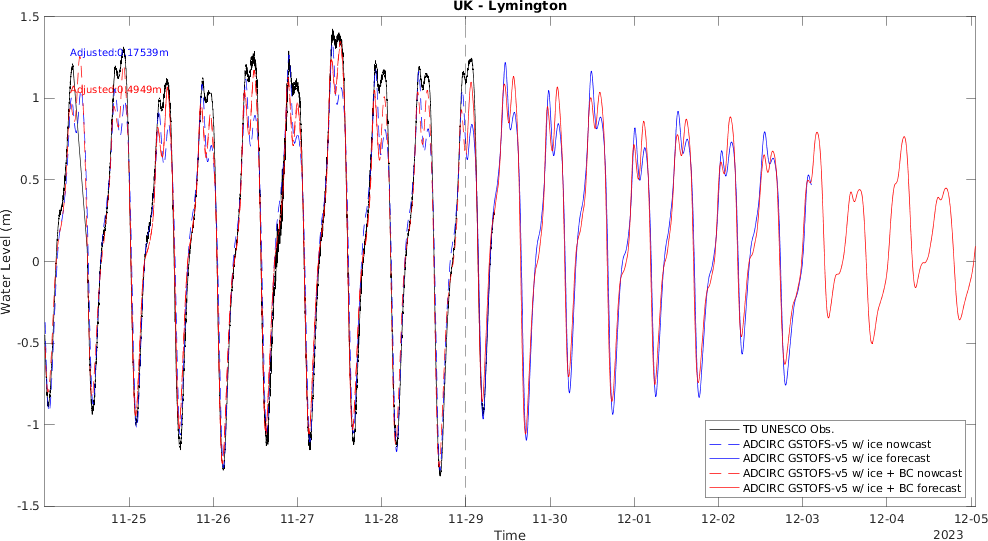 UK - Lymington
Adjusted:0.17539m
Adjusted:0.4949m
Water Level (m)
1.5
1
0.5
0
-0.5
-1
-1.5
TD UNESCO Obs.
ADCIRC GSTOFS-v5 w/ ice nowcast
ADCIRC GSTOFS-v5 w/ ice forecast
ADCIRC GSTOFS-v5 w/ ice + BC nowcast
ADCIRC GSTOFS-v5 w/ ice + BC forecast
11-25 11-26 11-27 11-28 11-29 11-30 12-01 12-02 12-03 12-04 12-05
Time
2023